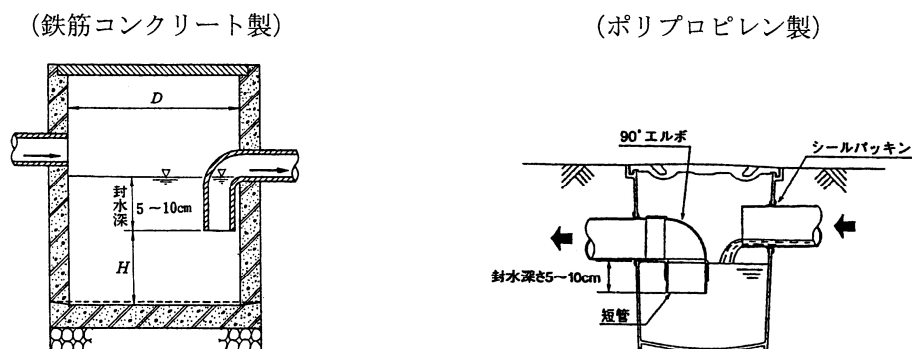 (鉄筋コンクリート製)
(ポリプロピレン製)
D
封水深
5～10cm
H
90°エルボ
シールパッキン
封水深さ5～10cm
短管